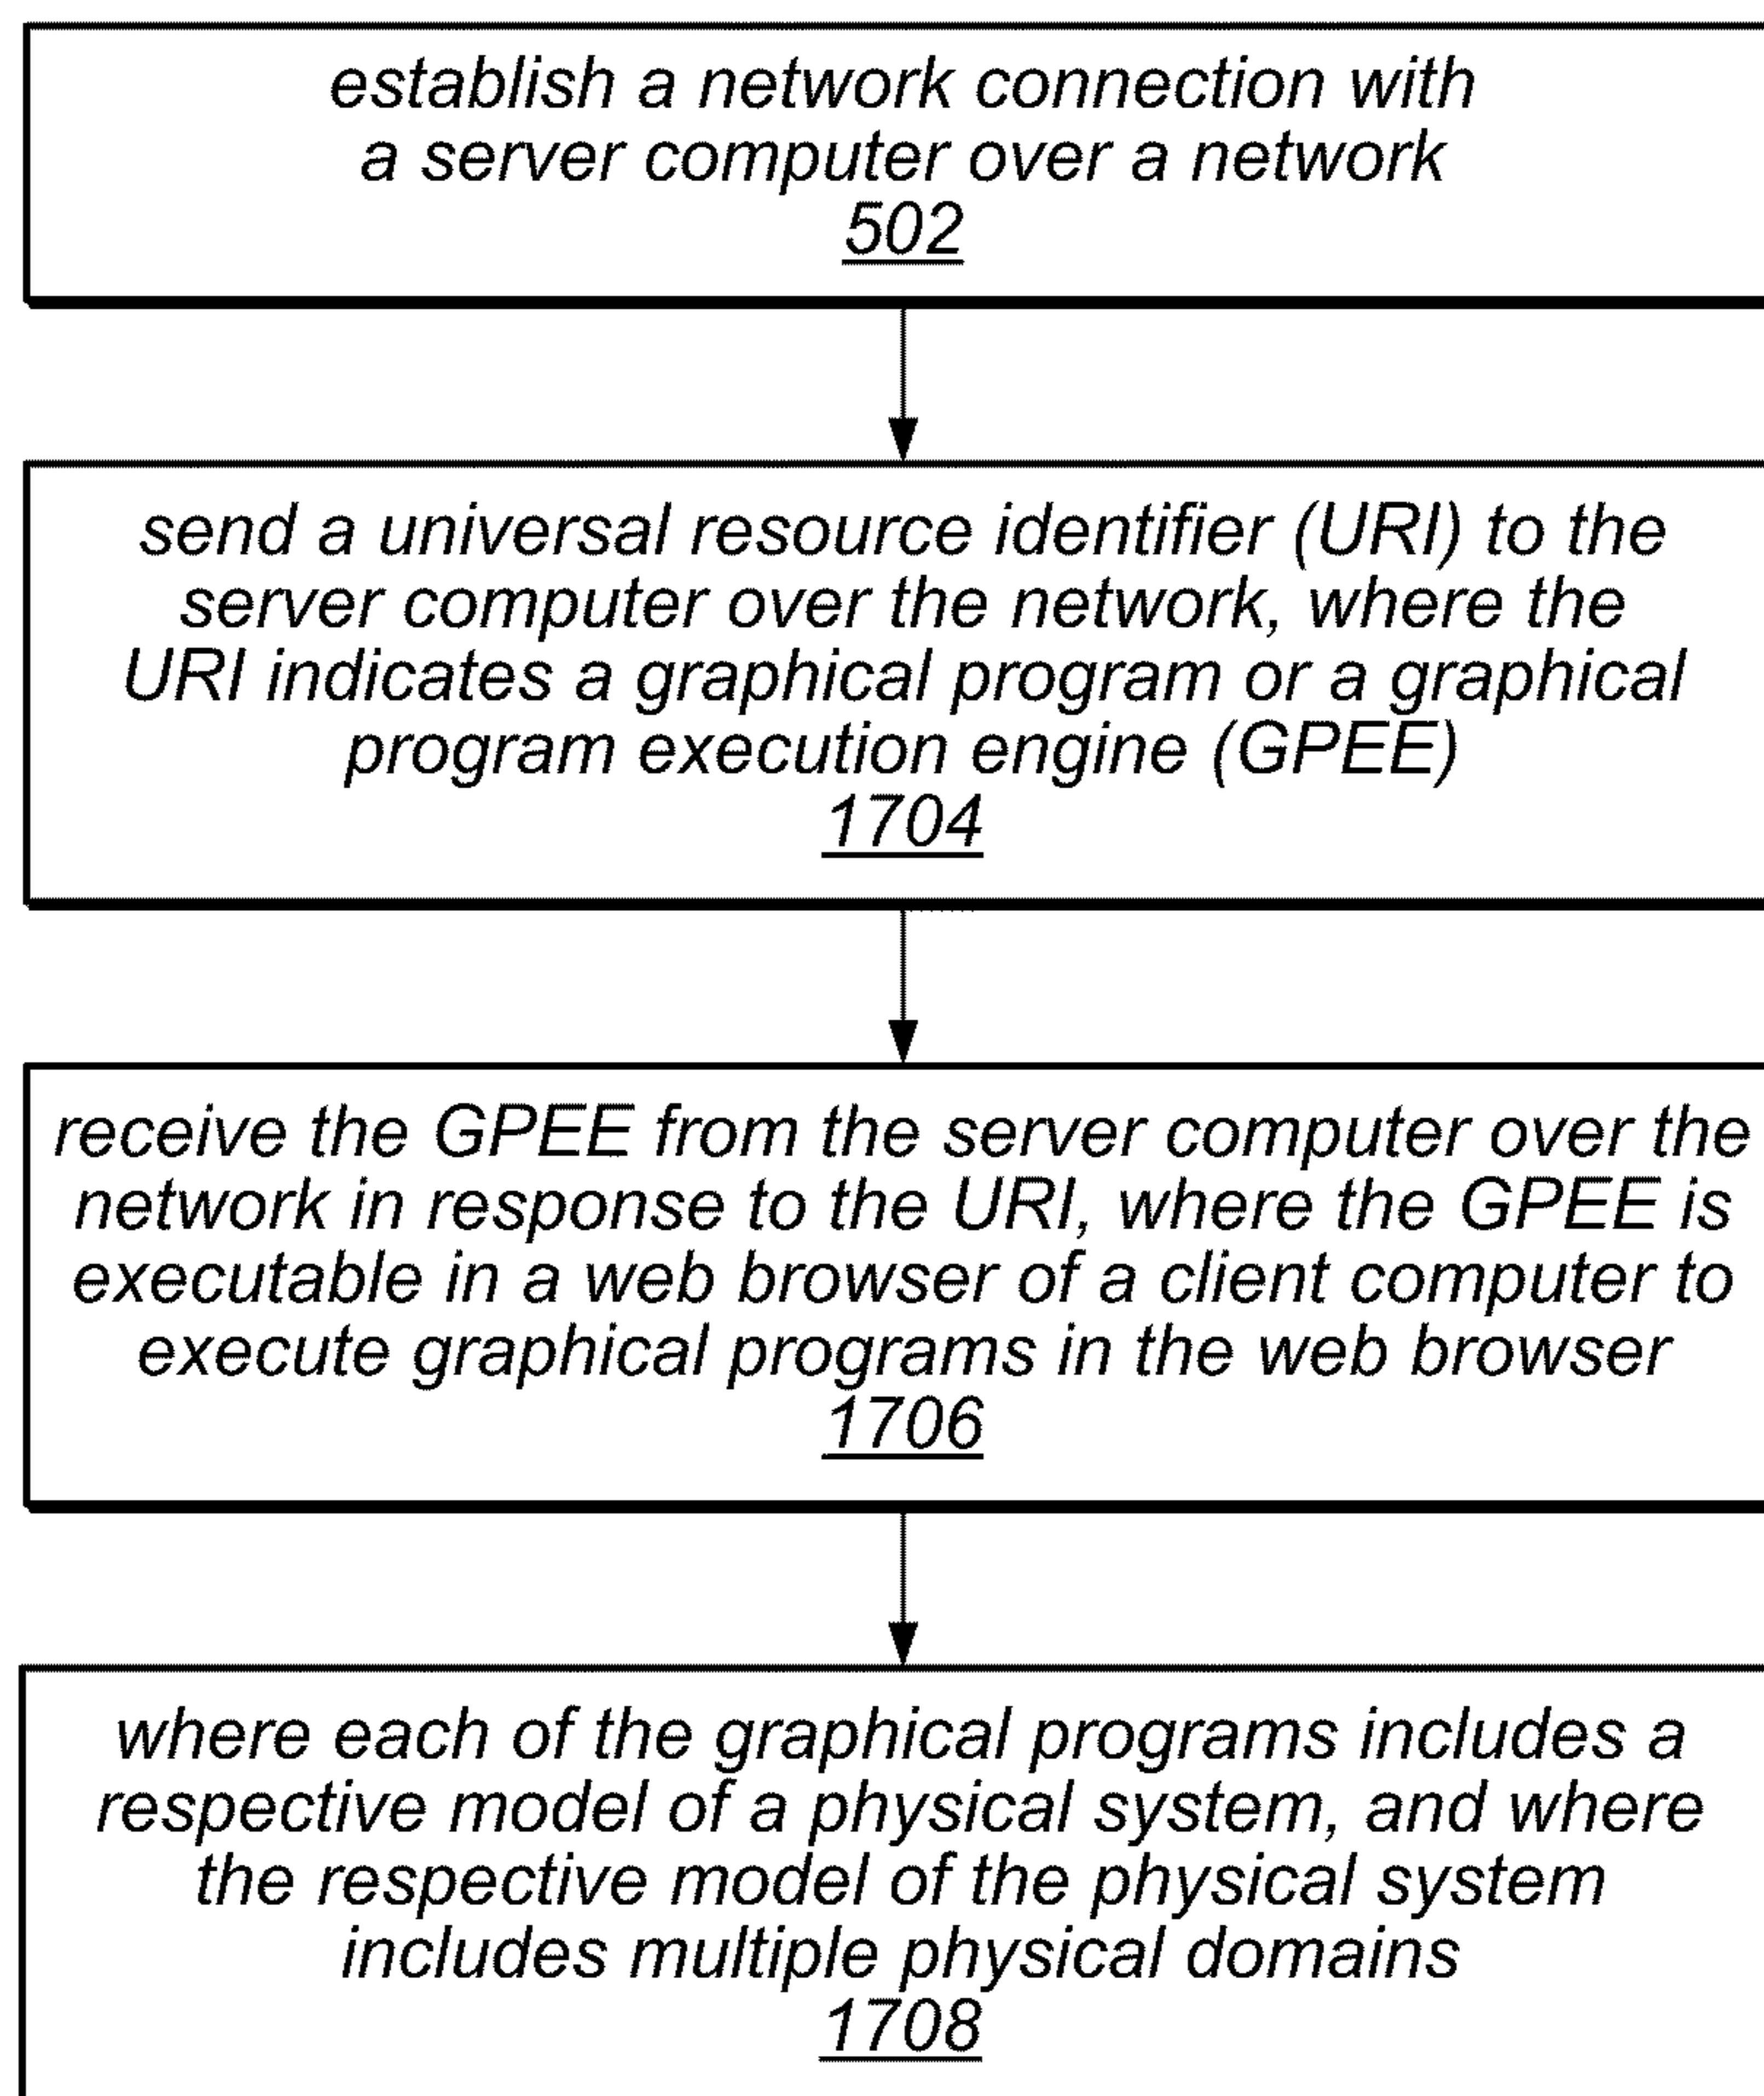 establish a network connection with
a server computer over a network
502
send a universal resource identifier (URI) to the
server computer over the network, where the
URI indicates a graphical program or a graphical
program execution engine (GPEE)
1704
receive the GPEE from the server computer over the
network in response to the URI, where the GPEE is
executable in a web browser of a client computer to
execute graphical programs in the web browser
1706
where each of the graphical programs includes a
respective model of a physical system, and where
the respective model of the physical system
includes multiple physical domains
1708